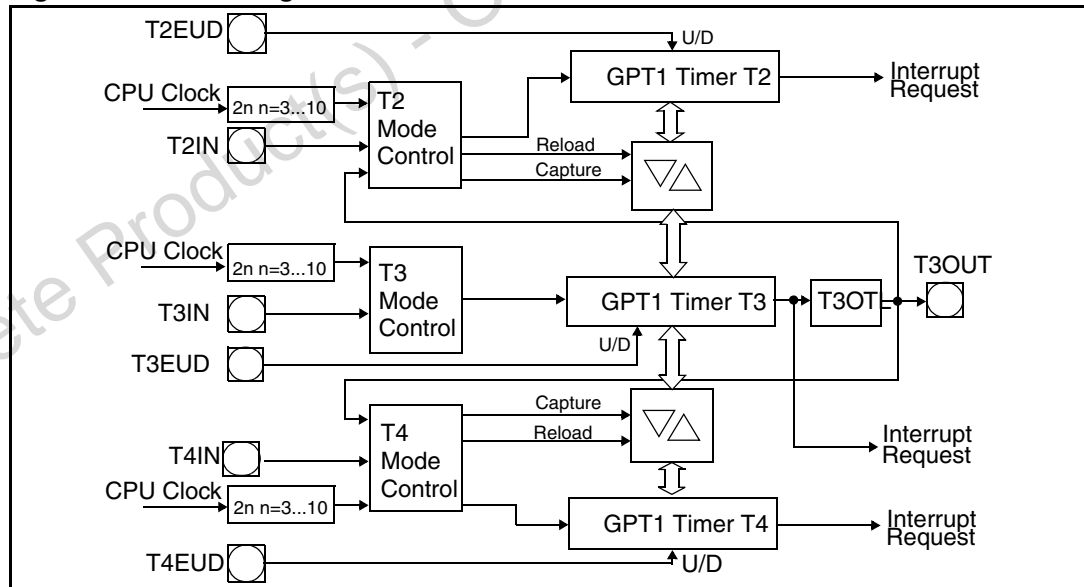 T2EUD
U/D
GPT1 Timer T2
Interrupt
Request
CPU Clock
2n n=3...10
T2
Mode
Control
T2IN
Reload
Capture
CPU Clock
2n n=3...10
T3
Mode
Control
T3IN
GPT1 Timer T3
T3OT
T3OUT
U/D
T3EUD
Capture
Reload
T4
Mode
Control
T4IN
Interrupt
Request
CPU Clock
2n n=3...10
GPT1 Timer T4
Interrupt
Request
T4EUD
U/D
ete Product(s) - O